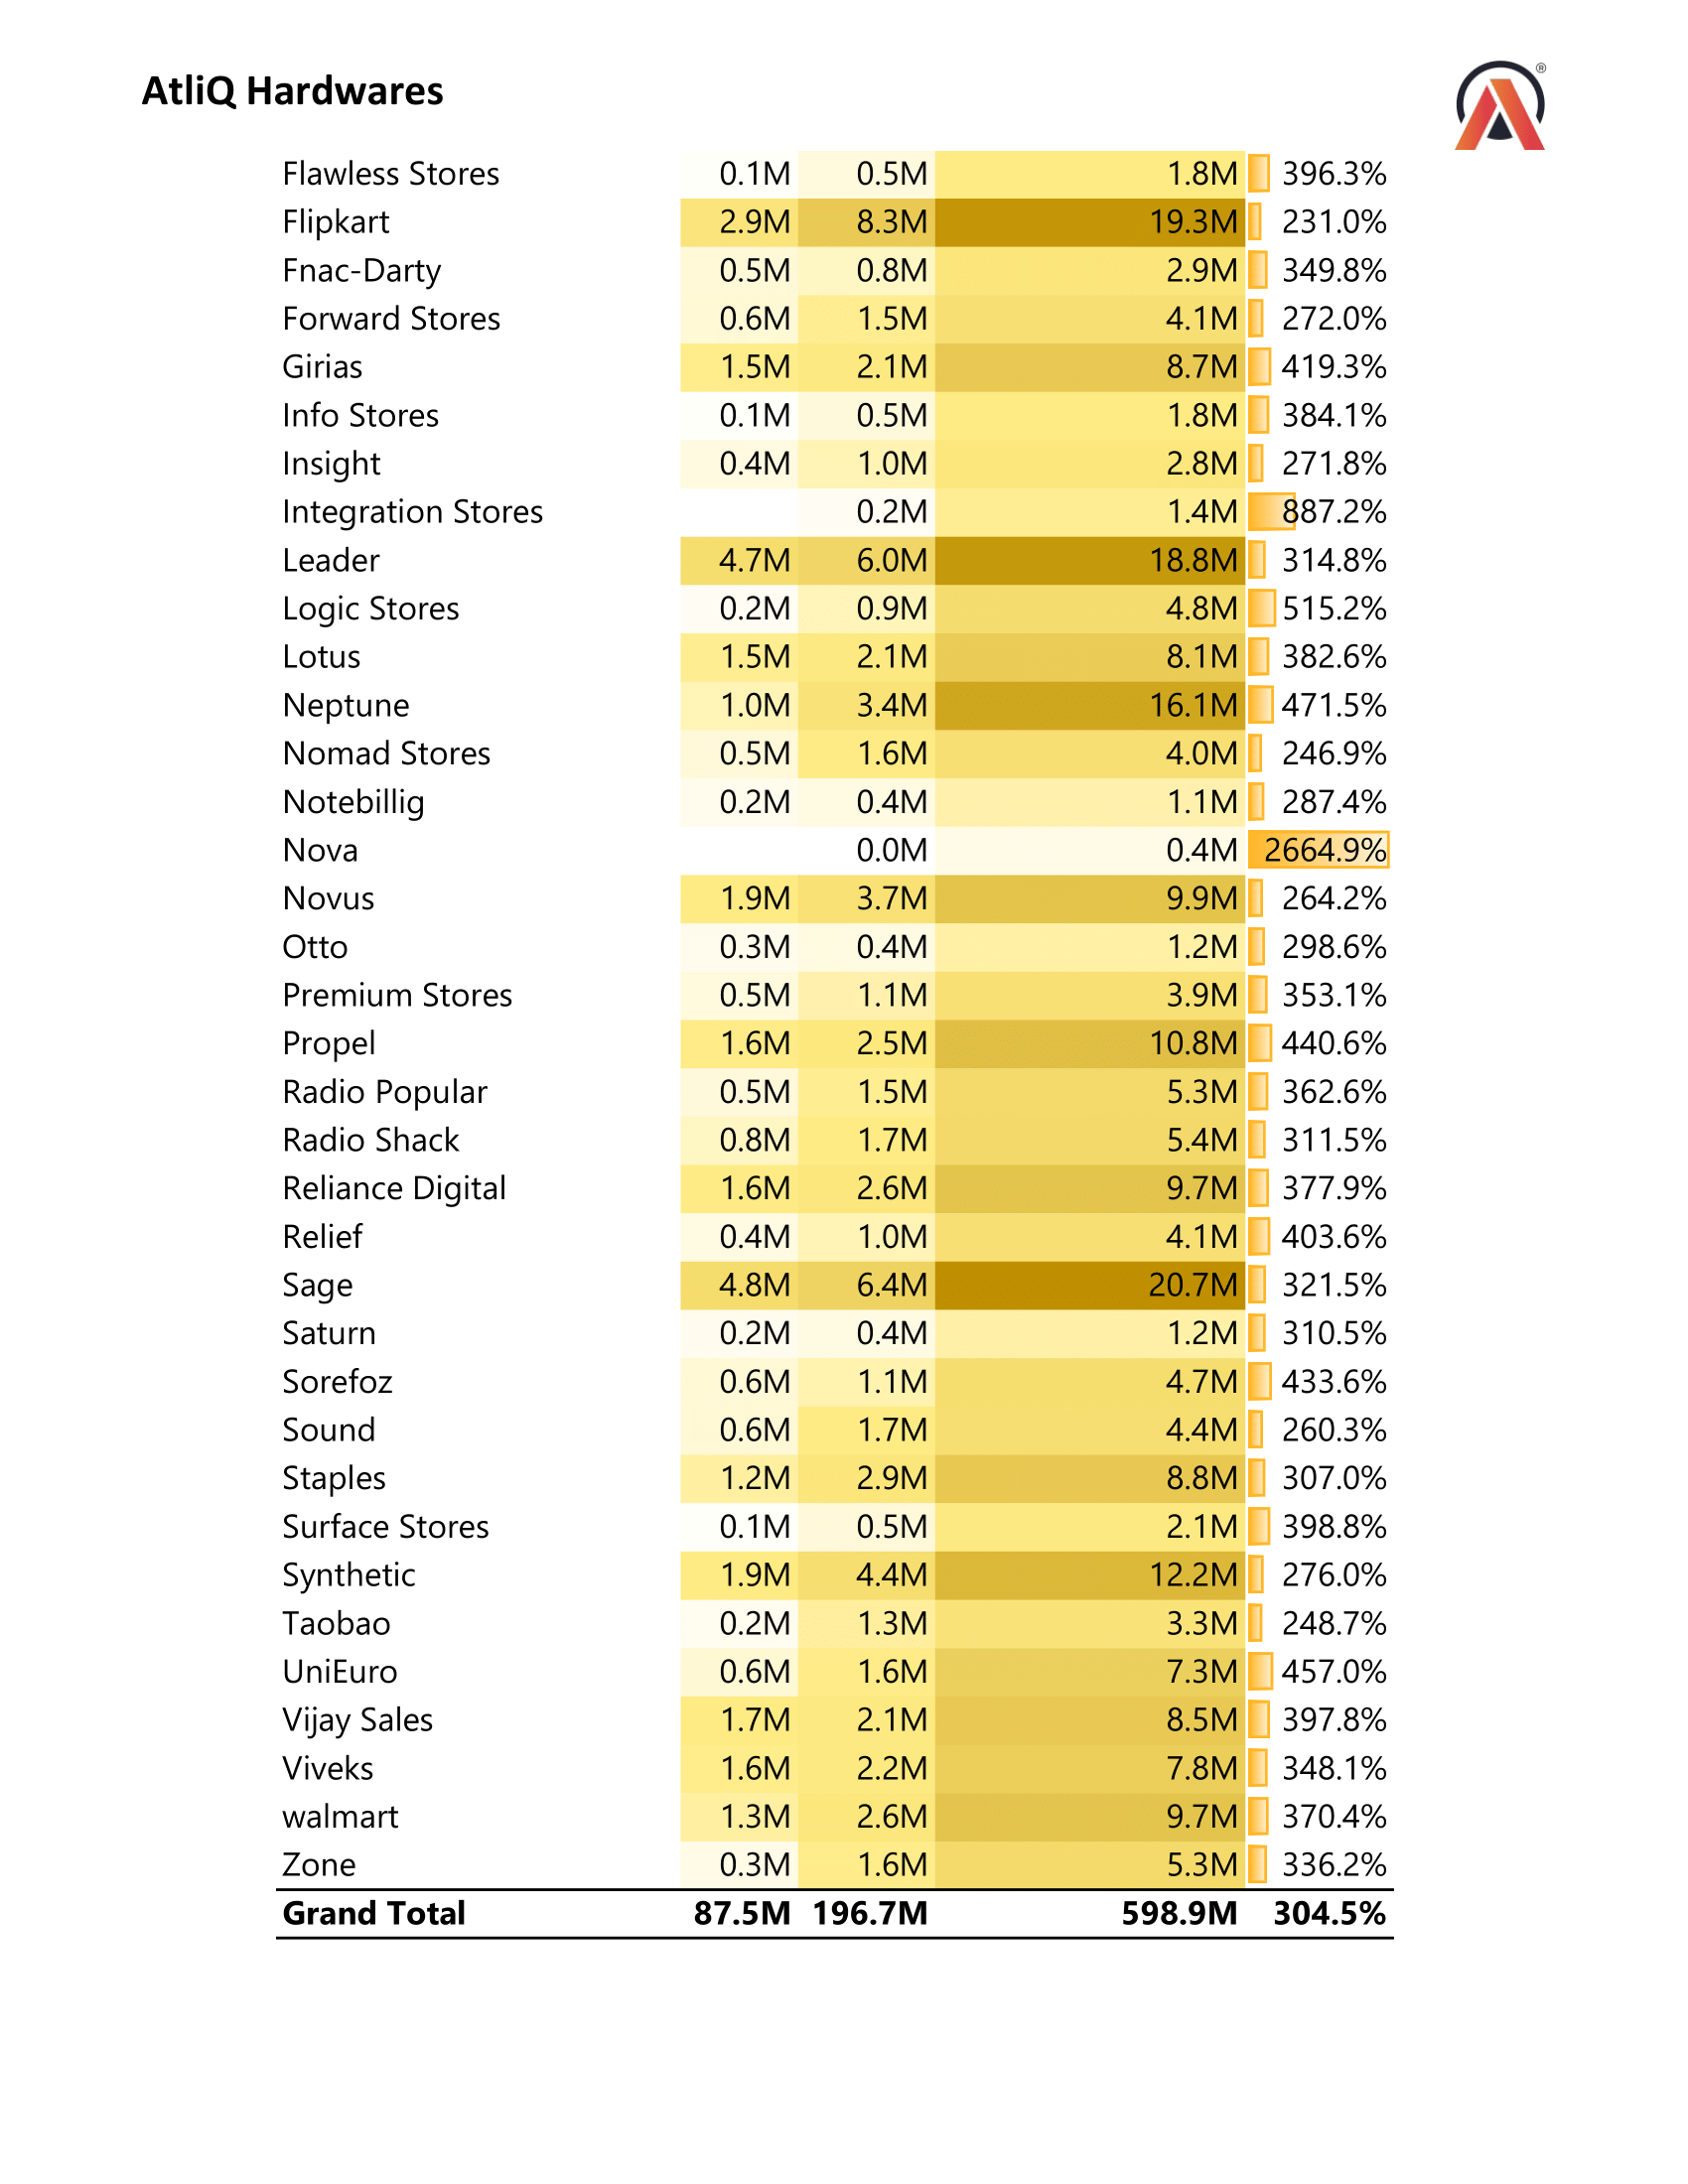 AtliQ Hardwares
®
Flawless Stores 0.1M 0.5M 1.8M 396.3%
Flipkart 2.9M 8.3M 19.3M 231.0%
Fnac-Darty 0.5M 0.8M 2.9M 349.8%
Forward Stores 0.6M 1.5M 4.1M 272.0%
Girias 1.5M 2.1M 8.7M 419.3%
Info Stores 0.1M 0.5M 1.8M 384.1%
Insight 0.4M 1.0M 2.8M 271.8%
Integration Stores 0.2M 1.4M 887.2%
Leader 4.7M 6.0M 18.8M 314.8%
Logic Stores 0.2M 0.9M 4.8M 515.2%
Lotus 1.5M 2.1M 8.1M 382.6%
Neptune 1.0M 3.4M 16.1M 471.5%
Nomad Stores 0.5M 1.6M 4.0M 246.9%
Notebillig 0.2M 0.4M 1.1M 287.4%
Nova 0.0M 0.4M 2664.9%
Novus 1.9M 3.7M 9.9M 264.2%
Otto 0.3M 0.4M 1.2M 298.6%
Premium Stores 0.5M 1.1M 3.9M 353.1%
Propel 1.6M 2.5M 10.8M 440.6%
Radio Popular 0.5M 1.5M 5.3M 362.6%
Radio Shack 0.8M 1.7M 5.4M 311.5%
Reliance Digital 1.6M 2.6M 9.7M 377.9%
Relief 0.4M 1.0M 4.1M 403.6%
Sage 4.8M 6.4M 20.7M 321.5%
Saturn 0.2M 0.4M 1.2M 310.5%
Sorefoz 0.6M 1.1M 4.7M 433.6%
Sound 0.6M 1.7M 4.4M 260.3%
Staples 1.2M 2.9M 8.8M 307.0%
Surface Stores 0.1M 0.5M 2.1M 398.8%
Synthetic 1.9M 4.4M 12.2M 276.0%
Taobao 0.2M 1.3M 3.3M 248.7%
UniEuro 0.6M 1.6M 7.3M 457.0%
Vijay Sales 1.7M 2.1M 8.5M 397.8%
Viveks 1.6M 2.2M 7.8M 348.1%
walmart 1.3M 2.6M 9.7M 370.4%
Zone 0.3M 1.6M 5.3M 336.2%
Grand Total 87.5M 196.7M 598.9M 304.5%